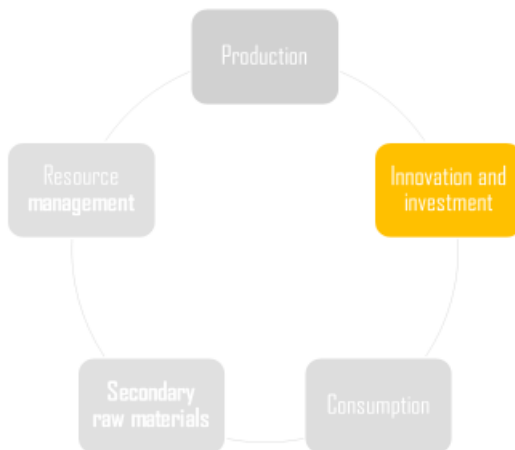 Production
Resource
management
Innovation and
investment
Secondary
raw materials
Consumption